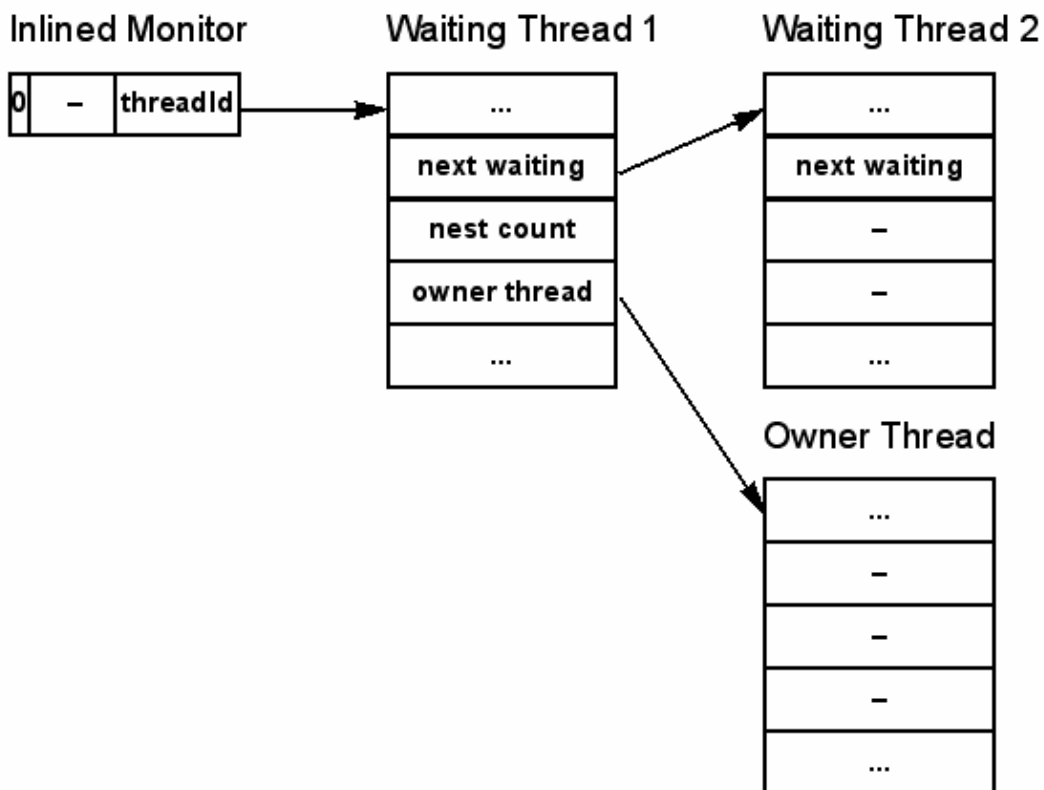 Inlined Monitor
0 – threadId
Waiting Thread 1
...
next waiting
nest count
owner thread
...
Waiting Thread 2
...
next waiting
–
–
...
Owner Thread
...
–
–
–
...